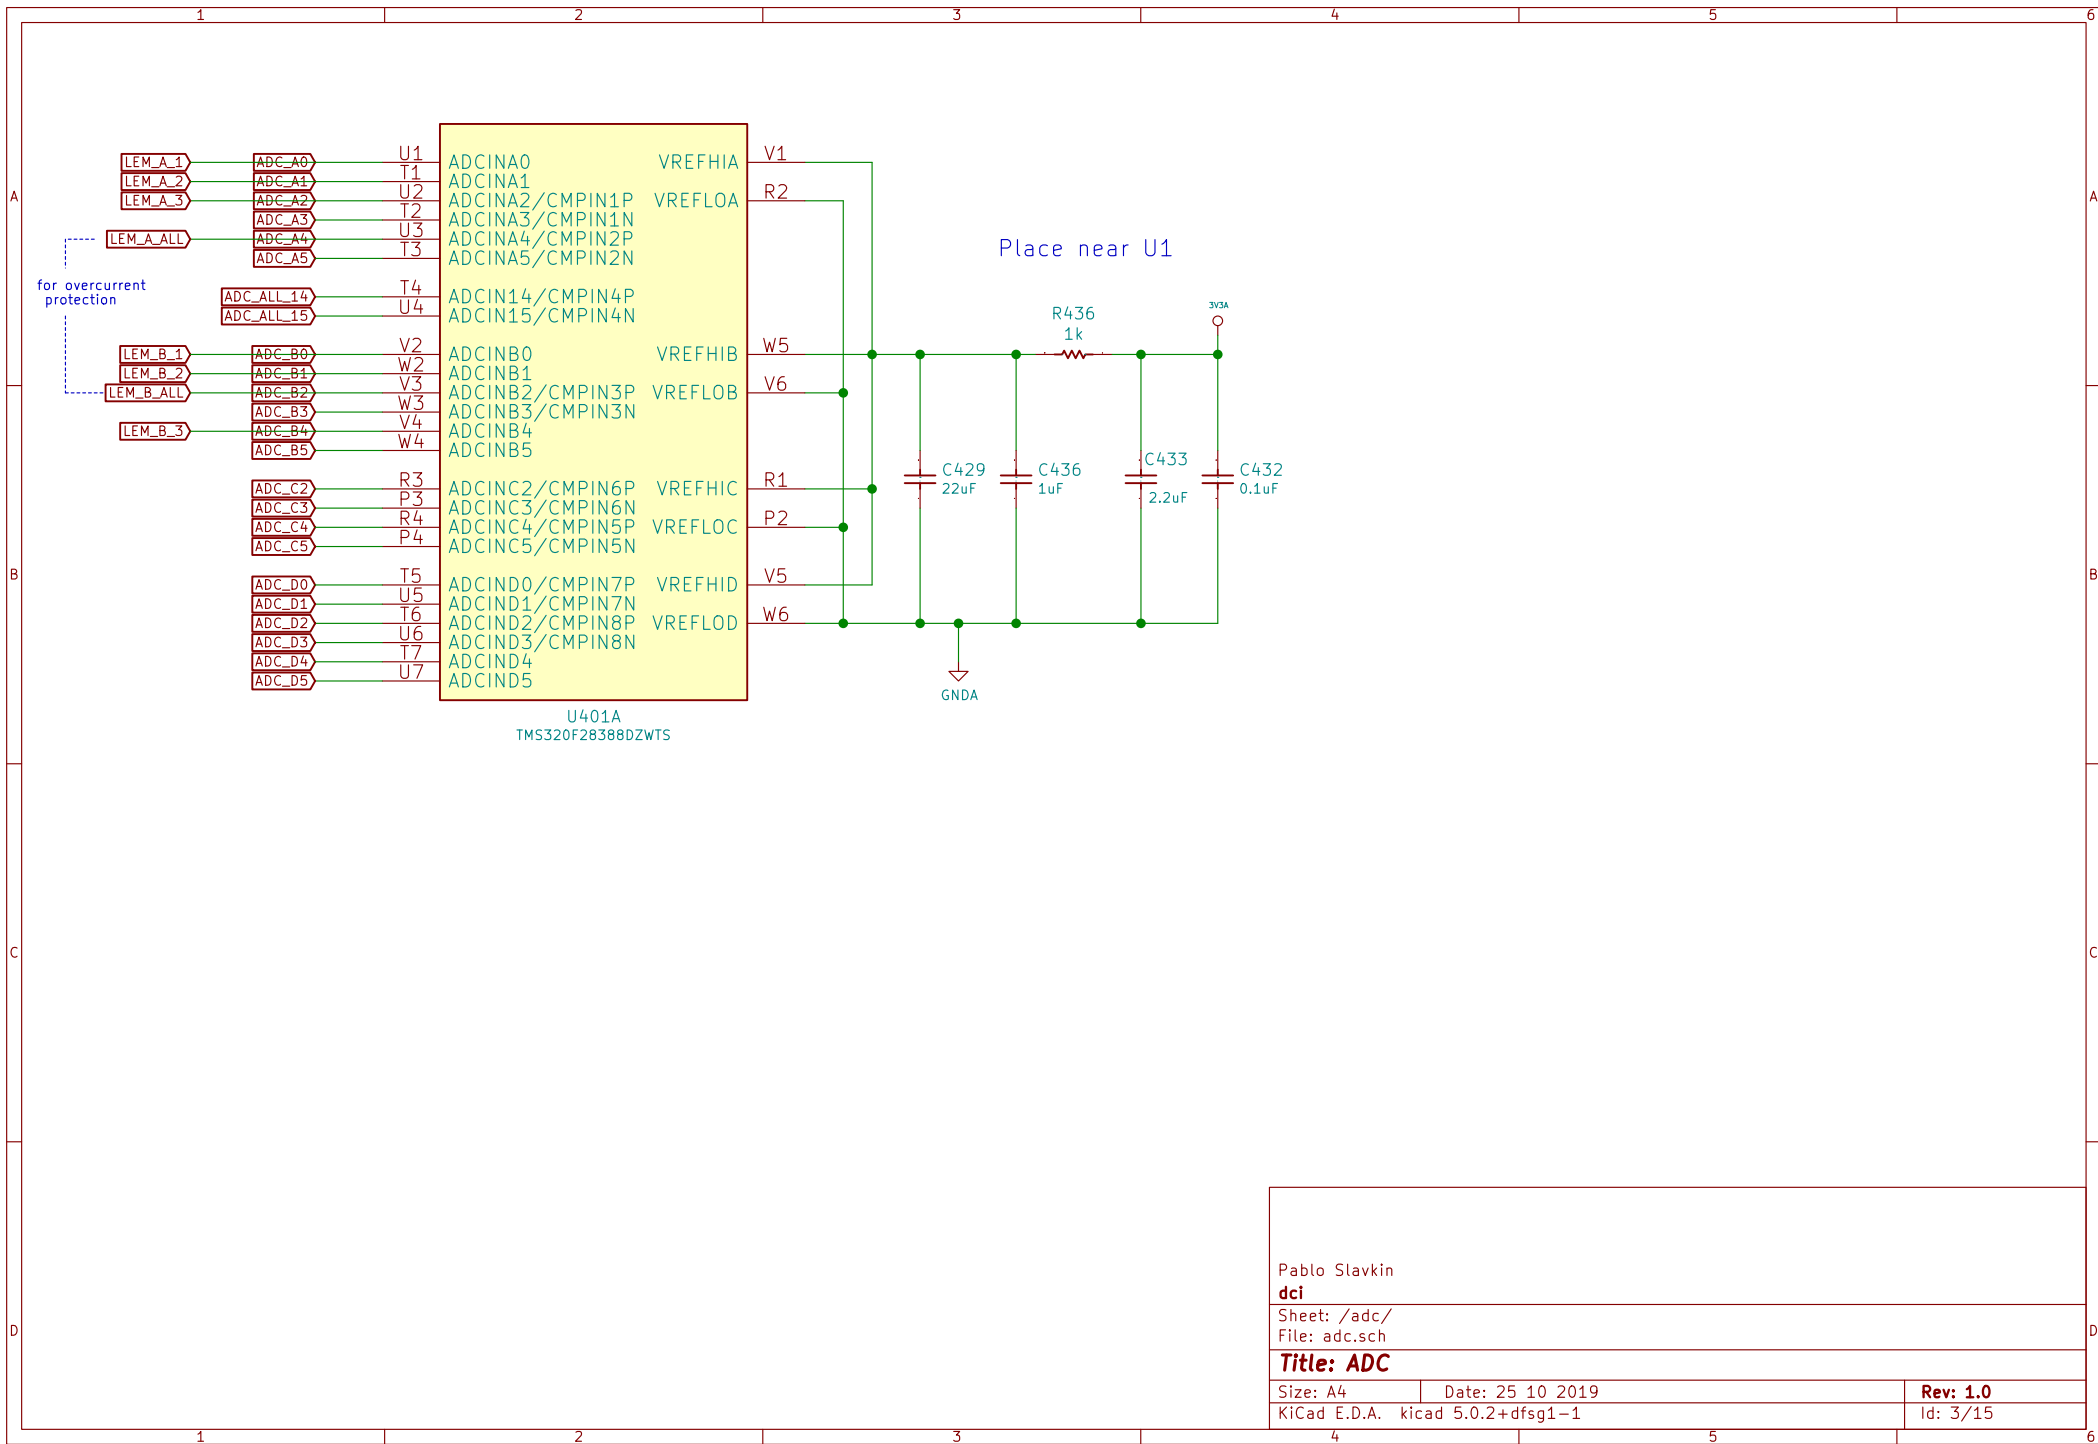 1 2 3 4 5 6
A A
B B
C C
D D
LEM_A_1 ADC_A0 U1 ADCINA0
LEM_A_2 ADC_A1 T1 ADCINA1
LEM_A_3 ADC_A2 U2 ADCINA2/CMPIN1P
ADC_A3 T2 ADCINA3/CMPIN1N
LEM_A_ALL ADC_A4 U3 ADCINA4/CMPIN2P
ADC_A5 T3 ADCINA5/CMPIN2N
for overcurrent
protection
ADC_ALL_14 T4 ADCIN14/CMPIN4P
ADC_ALL_15 U4 ADCIN15/CMPIN4N
LEM_B_1 ADC_B0 V2 ADCINB0
LEM_B_2 ADC_B1 W2 ADCINB1
LEM_B_ALL ADC_B2 V3 ADCINB2/CMPIN3P
ADC_B3 W3 ADCINB3/CMPIN3N
LEM_B_3 ADC_B4 V4 ADCINB4
ADC_B5 W4 ADCINB5
ADC_C2 R3 ADCINC2/CMPIN6P
ADC_C3 P3 ADCINC3/CMPIN6N
ADC_C4 R4 ADCINC4/CMPIN5P
ADC_C5 P4 ADCINC5/CMPIN5N
ADC_D0 T5 ADCIND0/CMPIN7P
ADC_D1 U5 ADCIND1/CMPIN7N
ADC_D2 T6 ADCIND2/CMPIN8P
ADC_D3 U6 ADCIND3/CMPIN8N
ADC_D4 T7 ADCIND4
ADC_D5 U7 ADCIND5
VREFHIA V1
VREFLOA R2
VREFHIB W5
VREFLOB V6
VREFHIC R1
VREFLOC P2
VREFHID V5
VREFLOD W6
U401A
TMS320F28388DZWTS
Place near U1
R436
1k
3V3A
C429
22uF
C436
1uF
C433
2.2uF
C432
0.1uF
GNDA
Pablo Slavkin
dci
Sheet: /adc/
File: adc.sch
Title: ADC
Size: A4 Date: 25 10 2019 Rev: 1.0
KiCad E.D.A. kicad 5.0.2+dfsg1-1 Id: 3/15
1 2 3 4 5 6